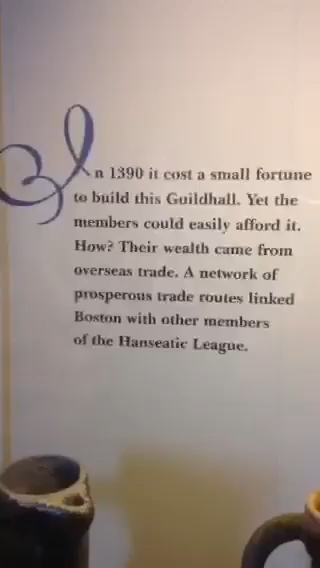 In 1390 it cost a small fortune
to build this Guildhall. Yet the
members could easily afford it.
How? Their wealth came from
overseas trade. A network of
prosperous trade routes linked
Boston with other members
of the Hanseatic League.